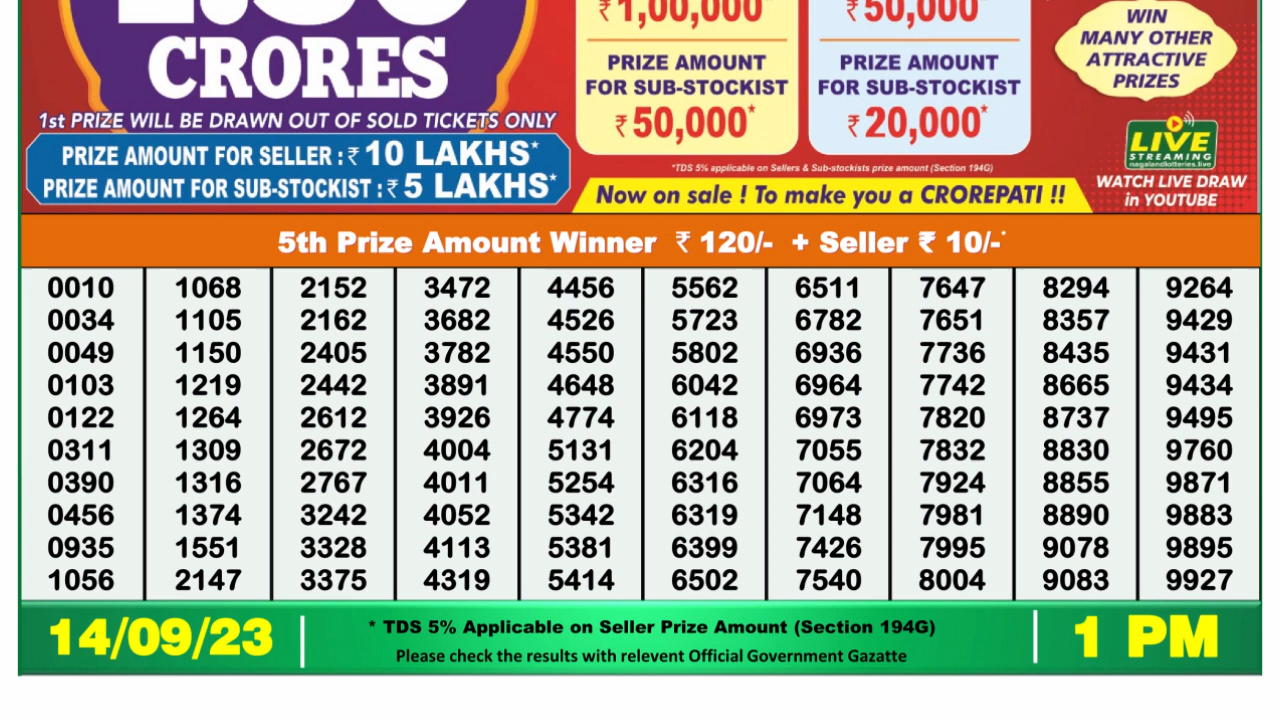 CRORES
1st PRIZE WILL BE DRAWN OUT OF SOLD TICKETS ONLY
PRIZE AMOUNT FOR SELLER : ₹ 10 LAKHS*
PRIZE AMOUNT FOR SUB-STOCKIST : ₹ 5 LAKHS*
₹1,00,000*
PRIZE AMOUNT
FOR SUB-STOCKIST
₹50,000*
₹50,000*
PRIZE AMOUNT
FOR SUB-STOCKIST
₹20,000*
*TDS 5% applicable on Sellers & Sub-stockists prize amount (Section 194G)
Now on sale ! To make you a CROREPATI !!
WIN
MANY OTHER
ATTRACTIVE
PRIZES
LIVE
STREAMING
nagalandlotteries.live
WATCH LIVE DRAW
in YOUTUBE
5th Prize Amount Winner ₹ 120/- + Seller ₹ 10/-*
0010 1068 2152 3472 4456 5562 6511 7647 8294 9264
0034 1105 2162 3682 4526 5723 6782 7651 8357 9429
0049 1150 2405 3782 4550 5802 6936 7736 8435 9431
0103 1219 2442 3891 4648 6042 6964 7742 8665 9434
0122 1264 2612 3926 4774 6118 6973 7820 8737 9495
0311 1309 2672 4004 5131 6204 7055 7832 8830 9760
0390 1316 2767 4011 5254 6316 7064 7924 8855 9871
0456 1374 3242 4052 5342 6319 7148 7981 8890 9883
0935 1551 3328 4113 5381 6399 7426 7995 9078 9895
1056 2147 3375 4319 5414 6502 7540 8004 9083 9927
14/09/23
* TDS 5% Applicable on Seller Prize Amount (Section 194G)
Please check the results with relevent Official Government Gazatte
1 PM